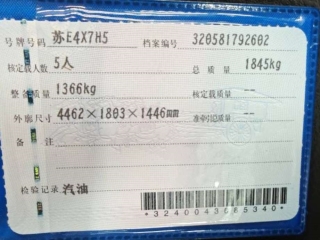 号牌号码 苏E4X7H5 档案编号 320581792602
核定载人数 5人 总质量 1845kg
整备质量 1366kg 核定载质量 --
外廓尺寸 4462×1803×1446mm 准牵引总质量 --
备注
检验记录 汽油
*3240043685340*